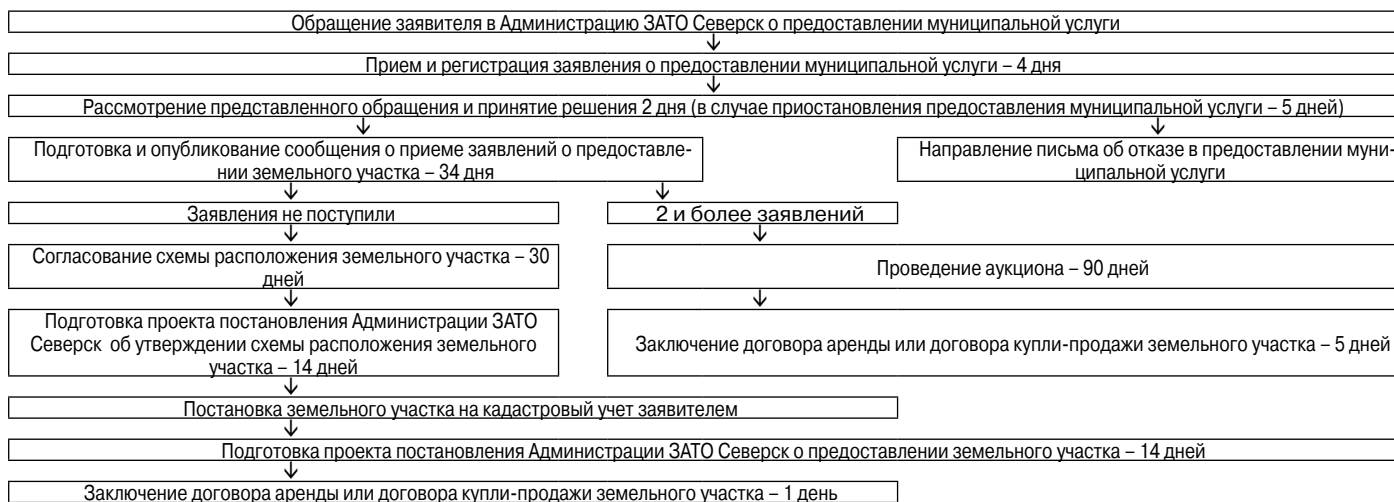 Обращение заявителя в Администрацию ЗАТО Северск о предоставлении муниципальной услуги
Прием и регистрация заявления о предоставлении муниципальной услуги – 4 дня
Рассмотрение представленного обращения и принятие решения 2 дня (в случае приостановления предоставления муниципальной услуги – 5 дней)
Подготовка и опубликование сообщения о приеме заявлений о предоставле-
нии земельного участка – 34 дня
Направление письма об отказе в предоставлении муни-
ципальной услуги
Заявления не поступили
2 и более заявлений
Согласование схемы расположения земельного участка – 30
дней
Проведение аукциона – 90 дней
Подготовка проекта постановления Администрации ЗАТО
Северск об утверждении схемы расположения земельного
участка – 14 дней
Заключение договора аренды или договора купли-продажи земельного участка – 5 дней
Постановка земельного участка на кадастровый учет заявителем
Подготовка проекта постановления Администрации ЗАТО Северск о предоставлении земельного участка – 14 дней
Заключение договора аренды или договора купли-продажи земельного участка – 1 день